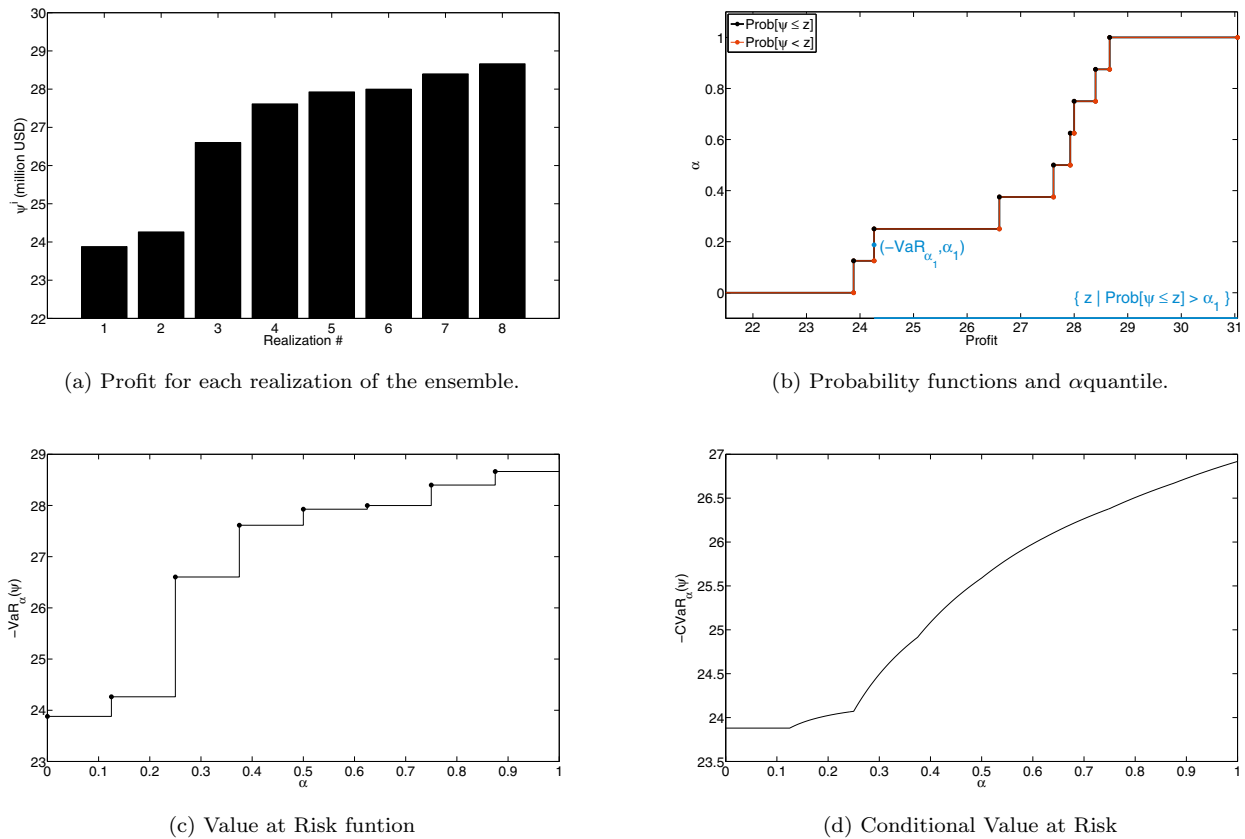 30
29
28
27
26
25
24
23
22
ψⁱ (million USD)
1 2 3 4 5 6 7 8
Realization #
(a) Profit for each realization of the ensemble.
Prob[ψ ≤ z]
Prob[ψ < z]
1
0.8
0.6
0.4
0.2
0
α
(-VaR_α₁,α₁)
{ z | Prob[ψ ≤ z] > α₁ }
22 23 24 25 26 27 28 29 30 31
Profit
(b) Probability functions and αquantile.
29
28
27
26
25
24
23
-VaR_α(ψ)
0 0.1 0.2 0.3 0.4 0.5 0.6 0.7 0.8 0.9 1
α
(c) Value at Risk funtion
27
26.5
26
25.5
25
24.5
24
23.5
-CVaR_α(ψ)
0 0.1 0.2 0.3 0.4 0.5 0.6 0.7 0.8 0.9 1
α
(d) Conditional Value at Risk